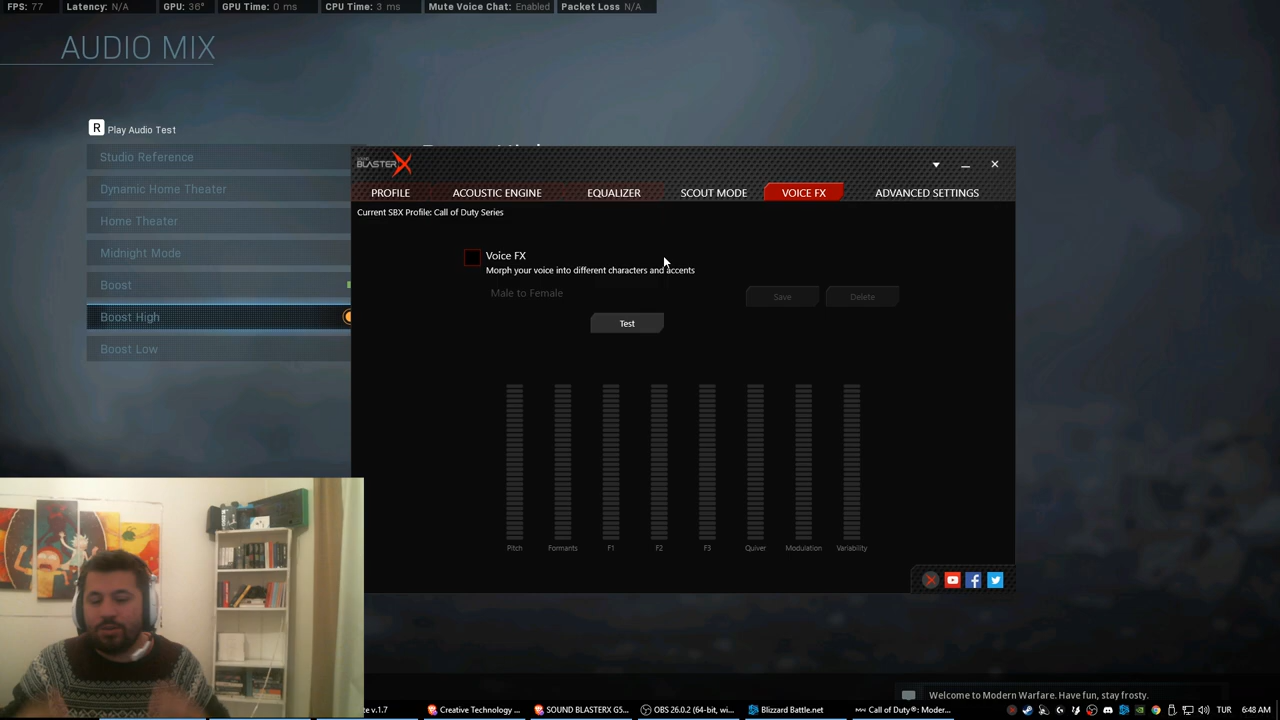 FPS: 77 Latency: N/A GPU: 36° GPU Time: 0 ms CPU Time: 3 ms Mute Voice Chat: Enabled Packet Loss N/A
AUDIO MIX
R Play Audio Test
Studio Reference
Dynamic Home Theater
Home Theater
Midnight Mode
Boost
Boost High
Boost Low
BLASTERX
PROFILE ACOUSTIC ENGINE EQUALIZER SCOUT MODE VOICE FX ADVANCED SETTINGS
Current SBX Profile: Call of Duty Series
Voice FX
Morph your voice into different characters and accents
Male to Female
Save Delete
Test
Pitch Formants F1 F2 F3 Quiver Modulation Variability
Welcome to Modern Warfare. Have fun, stay frosty.
v.1.7 Creative Technology ... SOUND BLASTERX G5... OBS 26.0.2 (64-bit, wi... Blizzard Battle.net Call of Duty®: Moder... TUR 6:48 AM